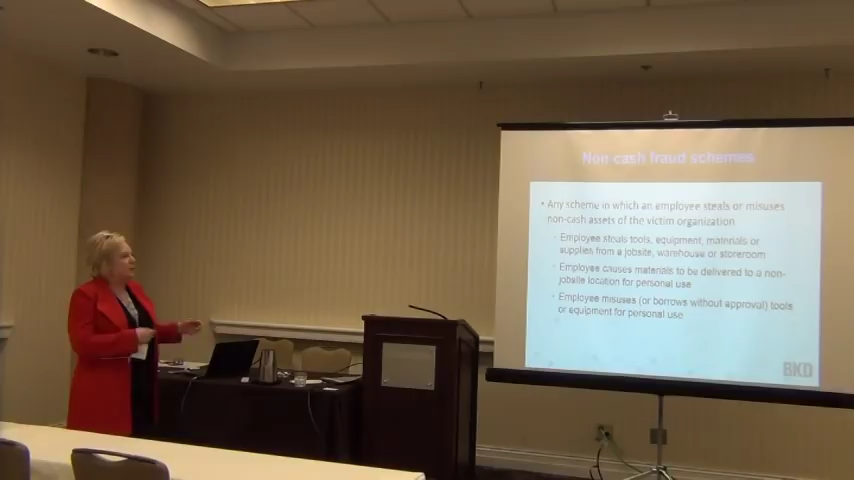 Non cash fraud schemes
• Any scheme in which an employee steals or misuses
non-cash assets of the victim organization
Employee steals tools, equipment, materials or
supplies from a jobsite, warehouse or storeroom
Employee causes materials to be delivered to a non-
jobsite location for personal use
Employee misuses (or borrows without approval) tools
or equipment for personal use
BKD